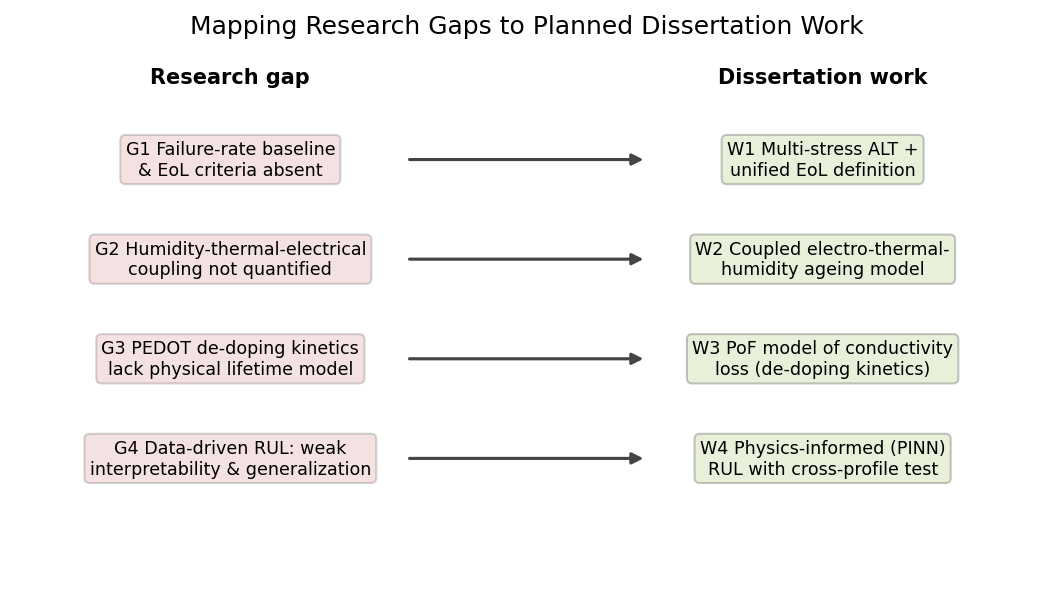 Mapping Research Gaps to Planned Dissertation Work
Research gap
Dissertation work
G1 Failure-rate baseline
& EoL criteria absent
W1 Multi-stress ALT +
unified EoL definition
G2 Humidity-thermal-electrical
coupling not quantified
W2 Coupled electro-thermal-
humidity ageing model
G3 PEDOT de-doping kinetics
lack physical lifetime model
W3 PoF model of conductivity
loss (de-doping kinetics)
G4 Data-driven RUL: weak
interpretability & generalization
W4 Physics-informed (PINN)
RUL with cross-profile test